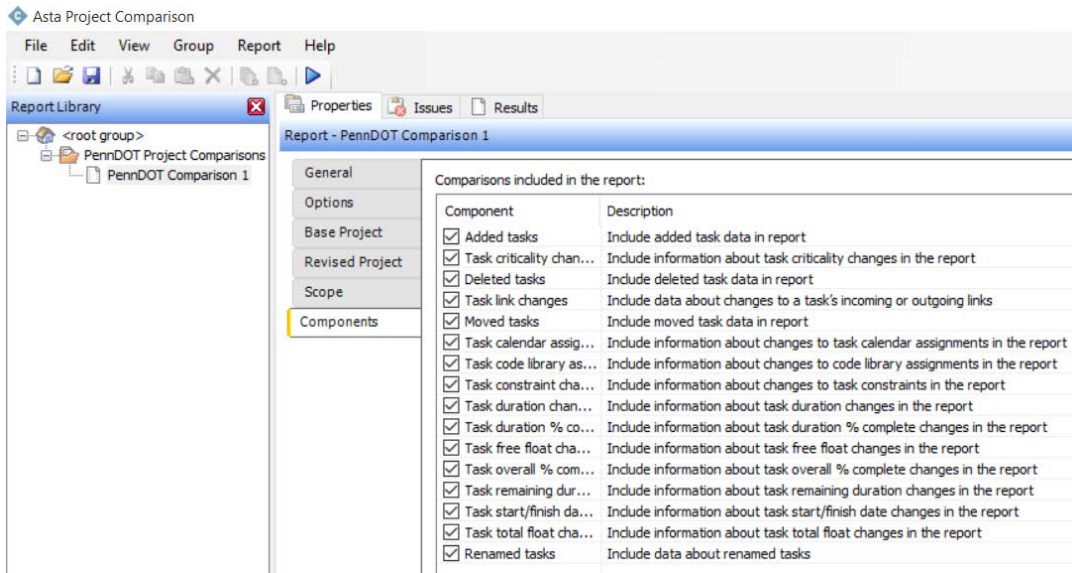 Asta Project Comparison
File Edit View Group Report Help
Report Library
Properties Issues Results
<root group>
PennDOT Project Comparisons
PennDOT Comparison 1
Report - PennDOT Comparison 1
General
Options
Base Project
Revised Project
Scope
Components
Comparisons included in the report:
Component Description
Added tasks Include added task data in report
Task criticality chan... Include information about task criticality changes in the report
Deleted tasks Include deleted task data in report
Task link changes Include data about changes to a task's incoming or outgoing links
Moved tasks Include moved task data in report
Task calendar assig... Include information about changes to task calendar assignments in the report
Task code library as... Include information about changes to code library assignments in the report
Task constraint cha... Include information about changes to task constraints in the report
Task duration chan... Include information about task duration changes in the report
Task duration % co... Include information about task duration % complete changes in the report
Task free float cha... Include information about task free float changes in the report
Task overall % com... Include information about task overall % complete changes in the report
Task remaining dur... Include information about task remaining duration changes in the report
Task start/finish da... Include information about task start/finish date changes in the report
Task total float cha... Include information about task total float changes in the report
Renamed tasks Include data about renamed tasks